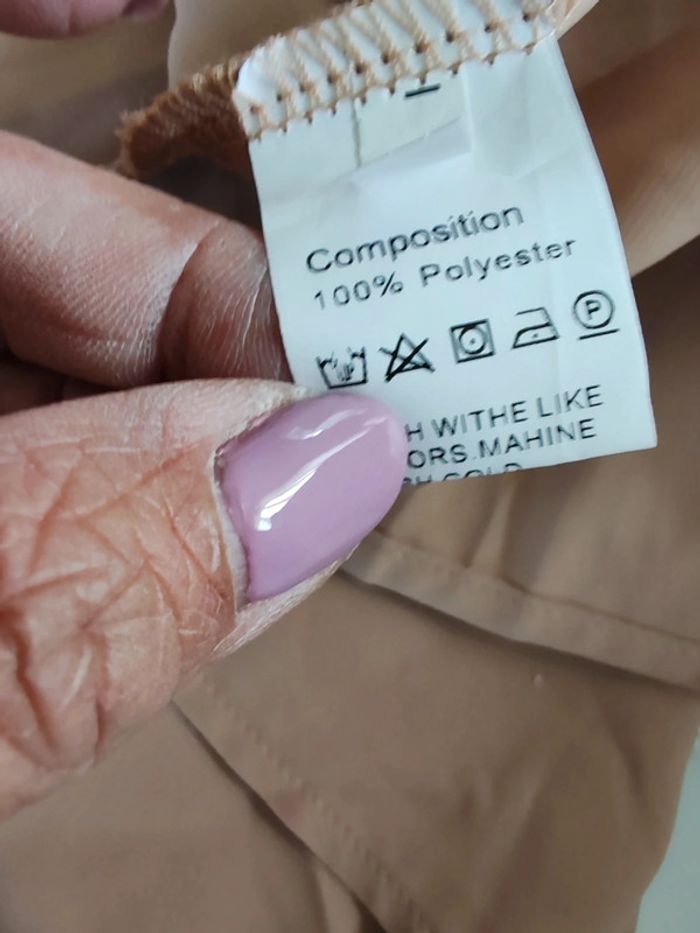 Composition
100% Polyester
P
H WITHE LIKE
ORS.MAHINE